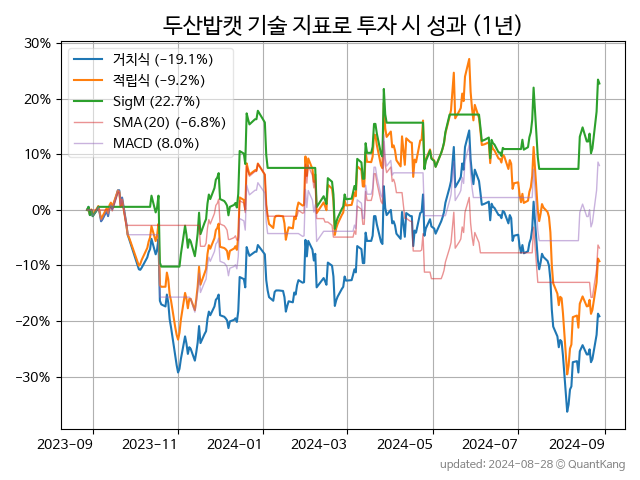 두산밥캣 기술 지표로 투자 시 성과 (1년)
30%
20%
10%
0%
−10%
−20%
−30%
거치식 (−19.1%)
적립식 (−9.2%)
SigM (22.7%)
SMA(20) (−6.8%)
MACD (8.0%)
2023-09 2023-11 2024-01 2024-03 2024-05 2024-07 2024-09
updated: 2024-08-28 © QuantKang